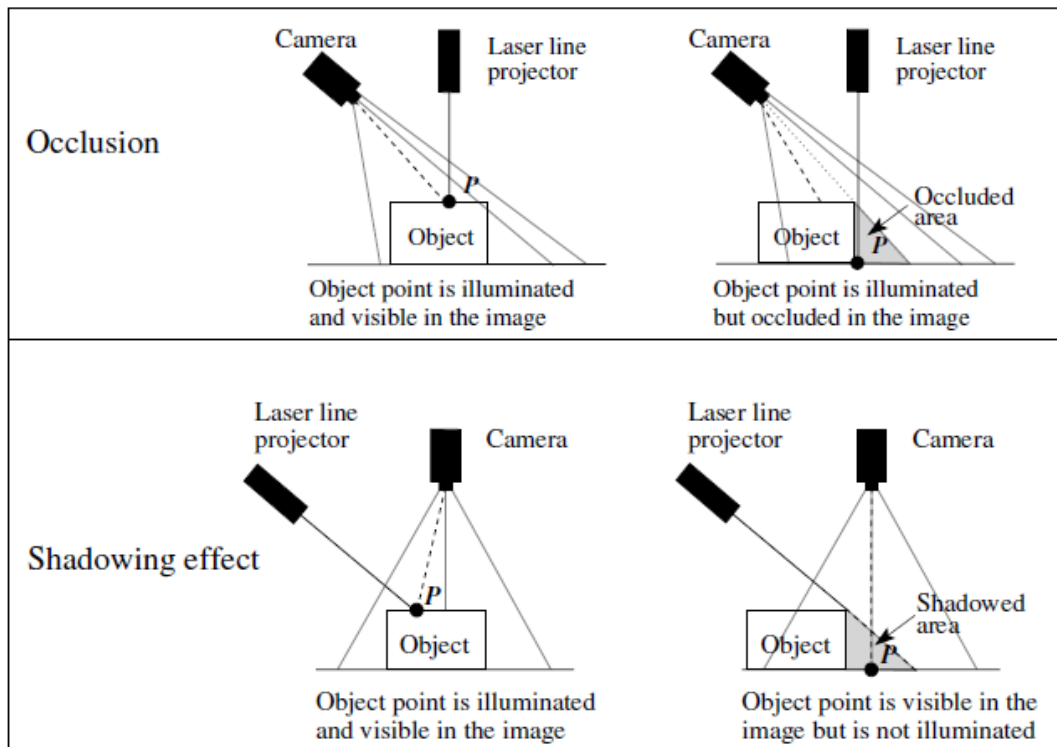 Occlusion
Camera
Laser line
projector
P
Object
Object point is illuminated
and visible in the image
Camera
Laser line
projector
Occluded
area
P
Object
Object point is illuminated
but occluded in the image
Shadowing effect
Laser line
projector
Camera
P
Object
Object point is illuminated
and visible in the image
Laser line
projector
Camera
Shadowed
area
P
Object
Object point is visible in the
image but is not illuminated